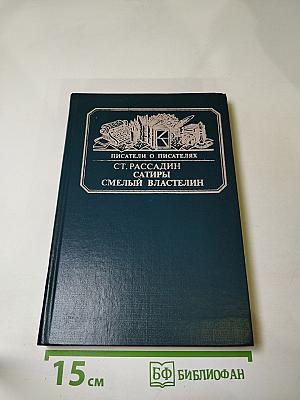 ПИСАТЕЛИ О ПИСАТЕЛЯХ
СТ. РАССАДИН
САТИРЫ
СМЕЛЫЙ ВЛАСТЕЛИН
15 см
БФ БИБЛИОФАН